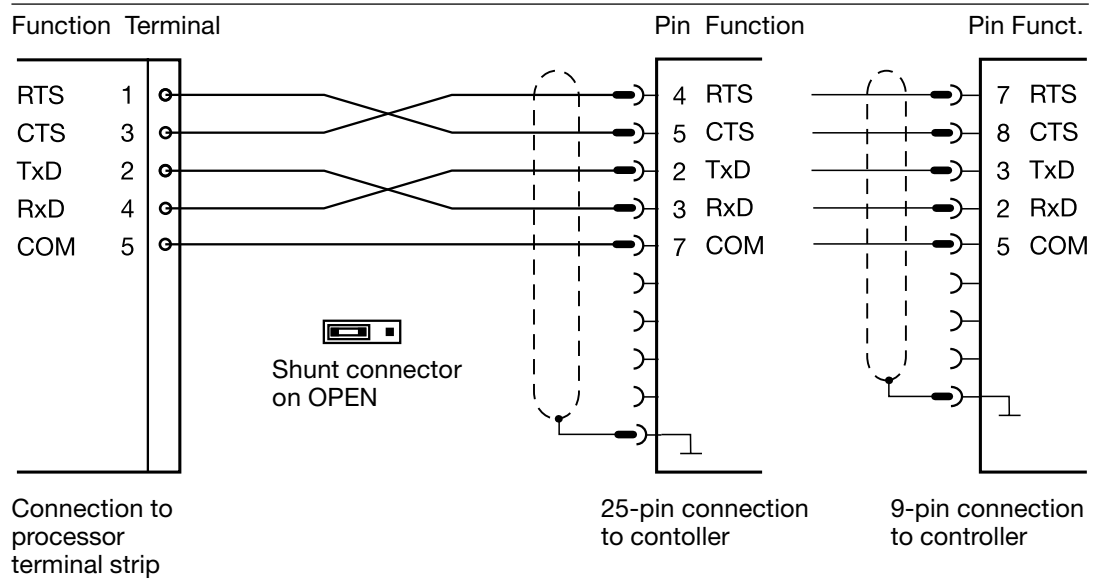 Function Terminal Pin Function Pin Funct.
RTS 1 4 RTS 7 RTS
CTS 3 5 CTS 8 CTS
TxD 2 2 TxD 3 TxD
RxD 4 3 RxD 2 RxD
COM 5 7 COM 5 COM
Shunt connector
on OPEN
Connection to
processor
terminal strip
25-pin connection
to contoller
9-pin connection
to controller